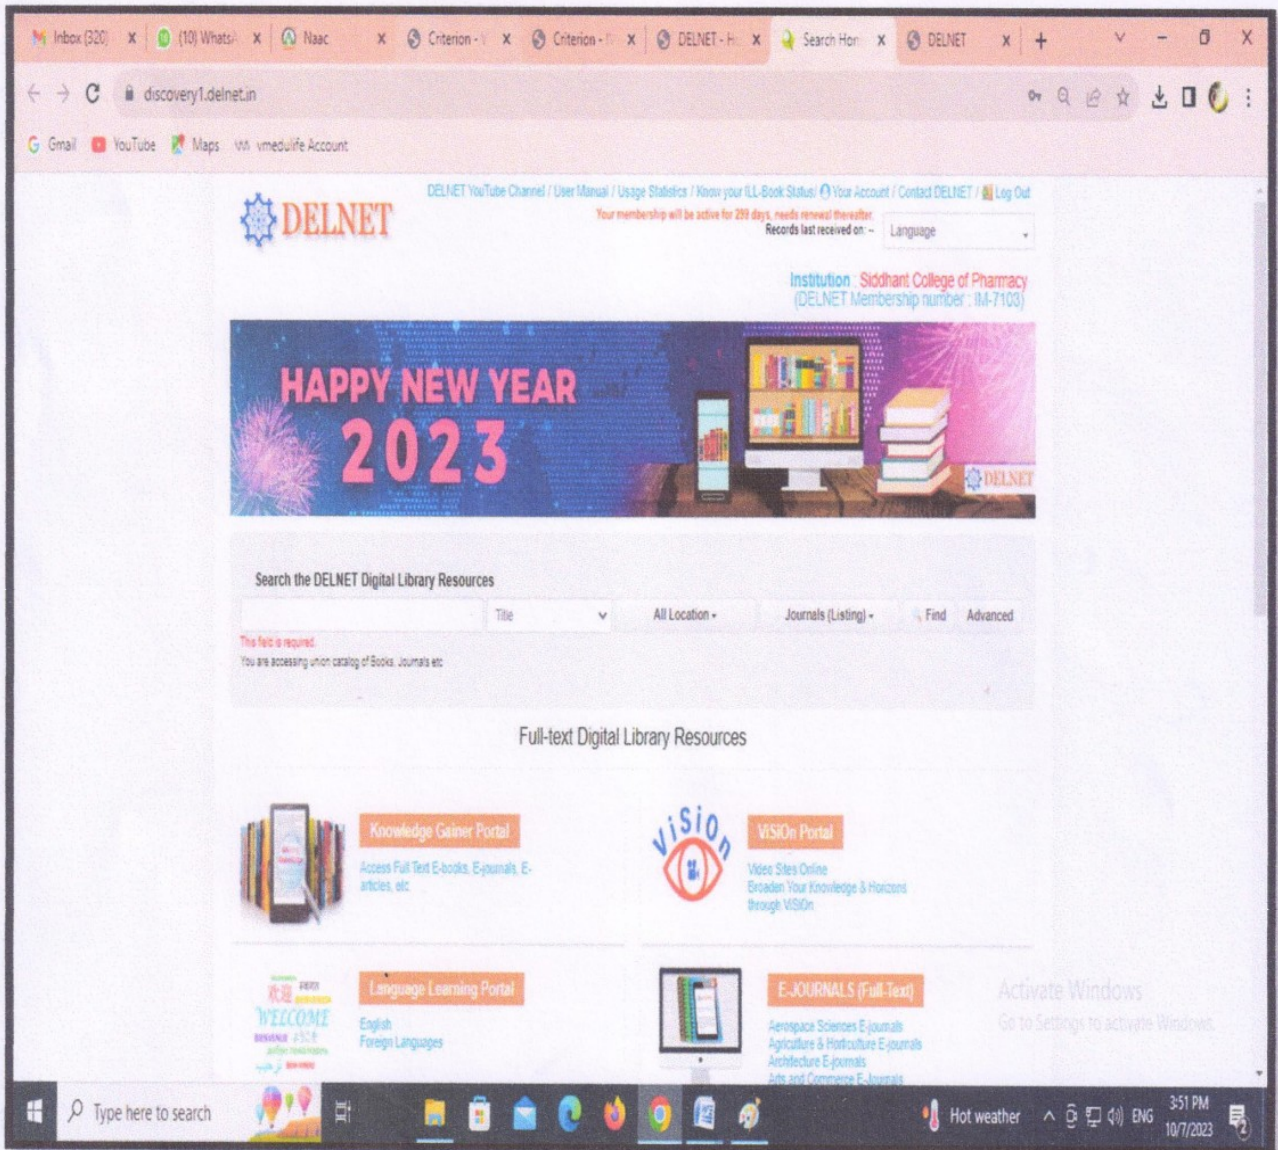 Inbox (320) (10) WhatsA Naac Criterion - Criterion - DELNET - H Search Hom DELNET
discovery1.delnet.in
Gmail YouTube Maps vmedulife Account
DELNET YouTube Channel / User Manual / Usage Statistics / Know your ILL-Book Status/ Your Account / Contact DELNET / Log Out
DELNET
Your membership will be active for 299 days, needs renewal thereafter.
Records last received on: -- Language
Institution : Siddhant College of Pharmacy
(DELNET Membership number : IM-7103)
HAPPY NEW YEAR
2023
DELNET
Search the DELNET Digital Library Resources
Title All Location Journals (Listing) Find Advanced
This field is required.
You are accessing union catalog of Books, Journals etc
Full-text Digital Library Resources
Knowledge Gainer Portal
Access Full Text E-books, E-journals, E-
articles, etc
ViSiOn
ViSiOn Portal
Video Sites Online
Broaden Your Knowledge & Horizons
through ViSiOn
欢迎
WELCOME
Language Learning Portal
English
Foreign Languages
E-JOURNALS (Full-Text)
Aerospace Sciences E-journals
Agriculture & Horticulture E-journals
Architecture E-journals
Arts and Commerce E-Journals
Activate Windows
Go to Settings to activate Windows.
Type here to search
Hot weather ENG 3:51 PM
10/7/2023
2